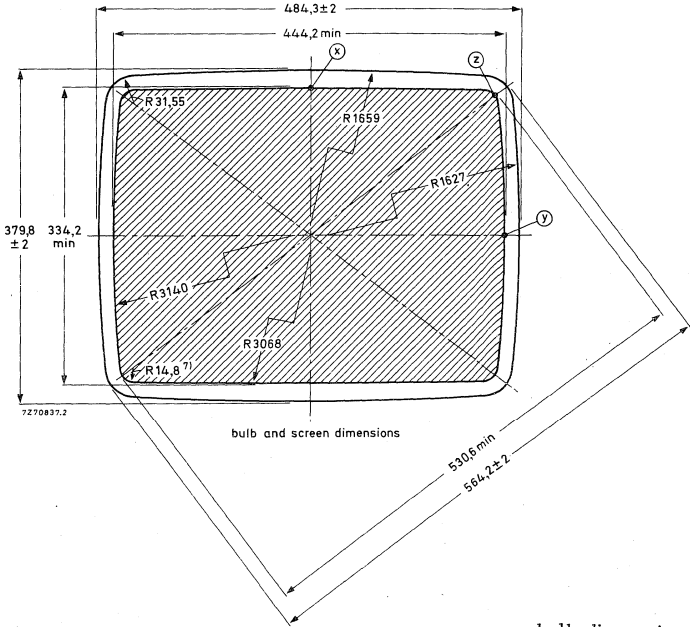 484,3±2
444,2 min
x
z
R31,55
R1659
R1627
379,8
±2
334,2
min
y
R3140
R3068
R14,8 7)
7Z70837.2
bulb and screen dimensions
530,6 min
564,2±2